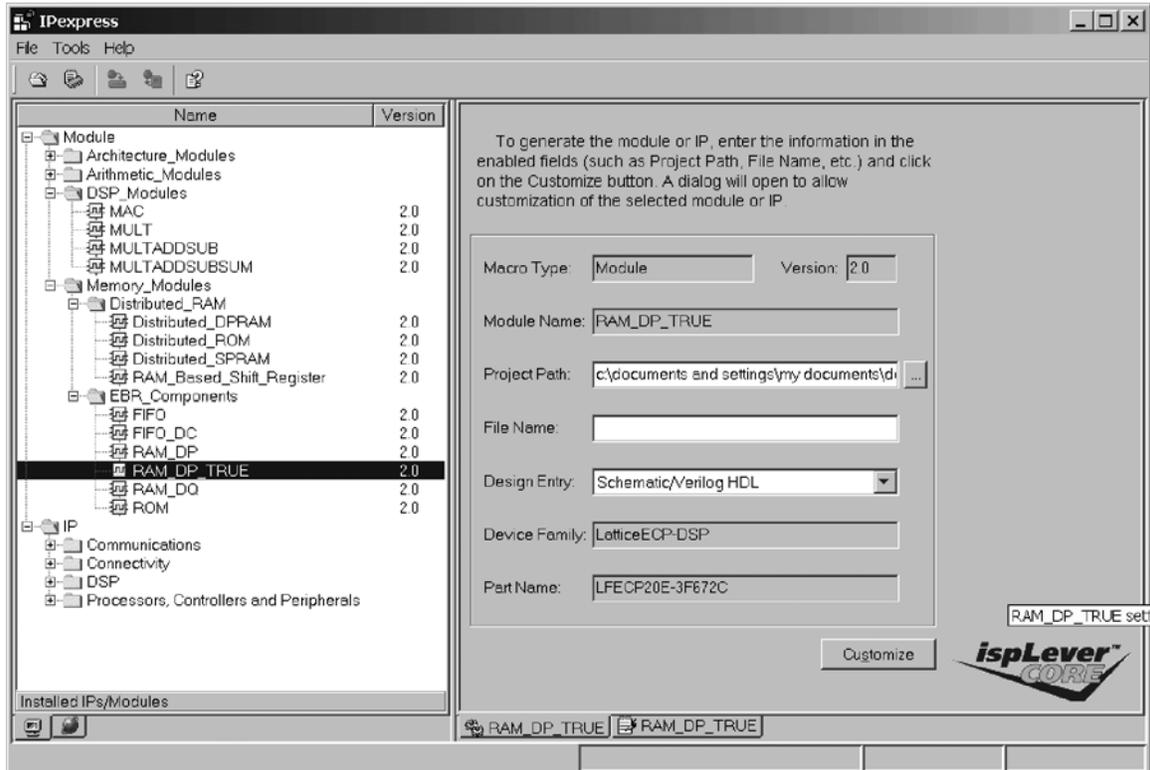 IPexpress
File Tools Help
Name Version
Module
Architecture_Modules
Arithmetic_Modules
DSP_Modules
MAC 2.0
MULT 2.0
MULTADDSUB 2.0
MULTADDSUBSUM 2.0
Memory_Modules
Distributed_RAM
Distributed_DPRAM 2.0
Distributed_ROM 2.0
Distributed_SPRAM 2.0
RAM_Based_Shift_Register 2.0
EBR_Components
FIFO 2.0
FIFO_DC 2.0
RAM_DP 2.0
RAM_DP_TRUE 2.0
RAM_DQ 2.0
ROM 2.0
IP
Communications
Connectivity
DSP
Processors, Controllers and Peripherals
Installed IPs/Modules
To generate the module or IP, enter the information in the
enabled fields (such as Project Path, File Name, etc.) and click
on the Customize button. A dialog will open to allow
customization of the selected module or IP.
Macro Type: Module Version: 2.0
Module Name: RAM_DP_TRUE
Project Path: c:\documents and settings\my documents\d ...
File Name:
Design Entry: Schematic/Verilog HDL
Device Family: LatticeECP-DSP
Part Name: LFECP20E-3F672C
RAM_DP_TRUE sett
Customize
ispLever™
CORE
RAM_DP_TRUE RAM_DP_TRUE